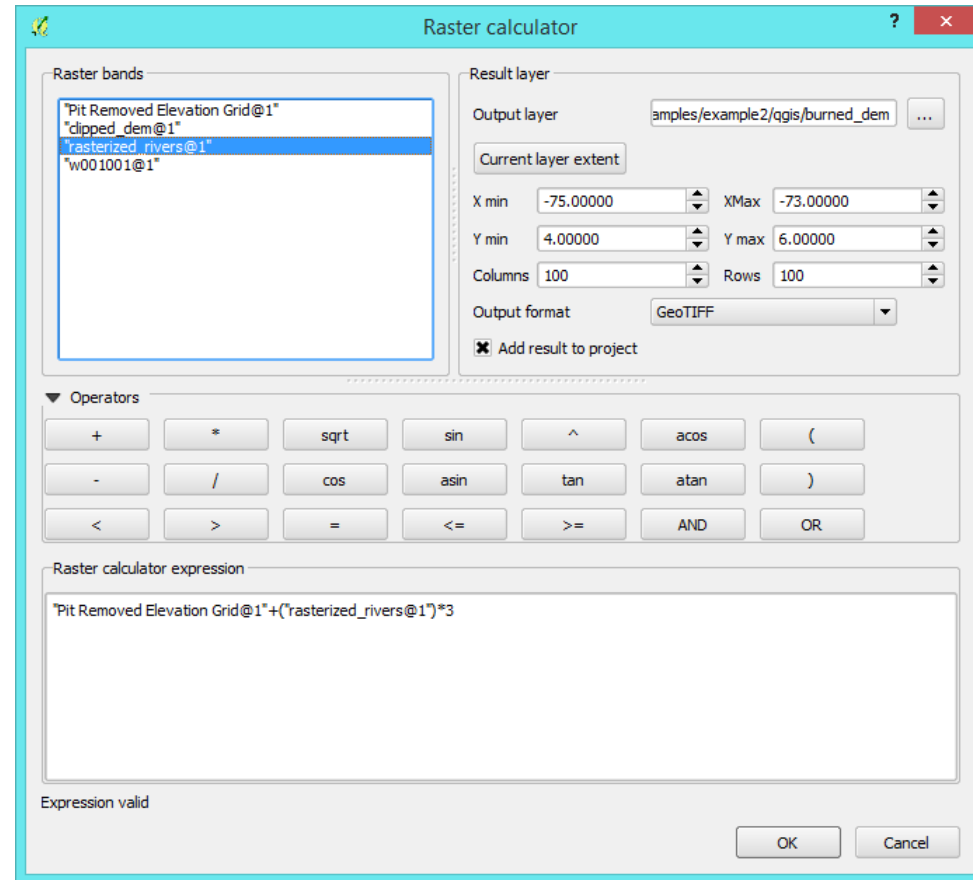 Raster calculator
?
×
Raster bands
"Pit Removed Elevation Grid@1"
"clipped_dem@1"
"rasterized_rivers@1"
"w001001@1"
Result layer
Output layer amples/example2/qgis/burned_dem ...
Current layer extent
X min -75.00000 XMax -73.00000
Y min 4.00000 Y max 6.00000
Columns 100 Rows 100
Output format GeoTIFF
Add result to project
Operators
+ * sqrt sin ^ acos (
- / cos asin tan atan )
< > = <= >= AND OR
Raster calculator expression
"Pit Removed Elevation Grid@1"+("rasterized_rivers@1")*3
Expression valid
OK Cancel